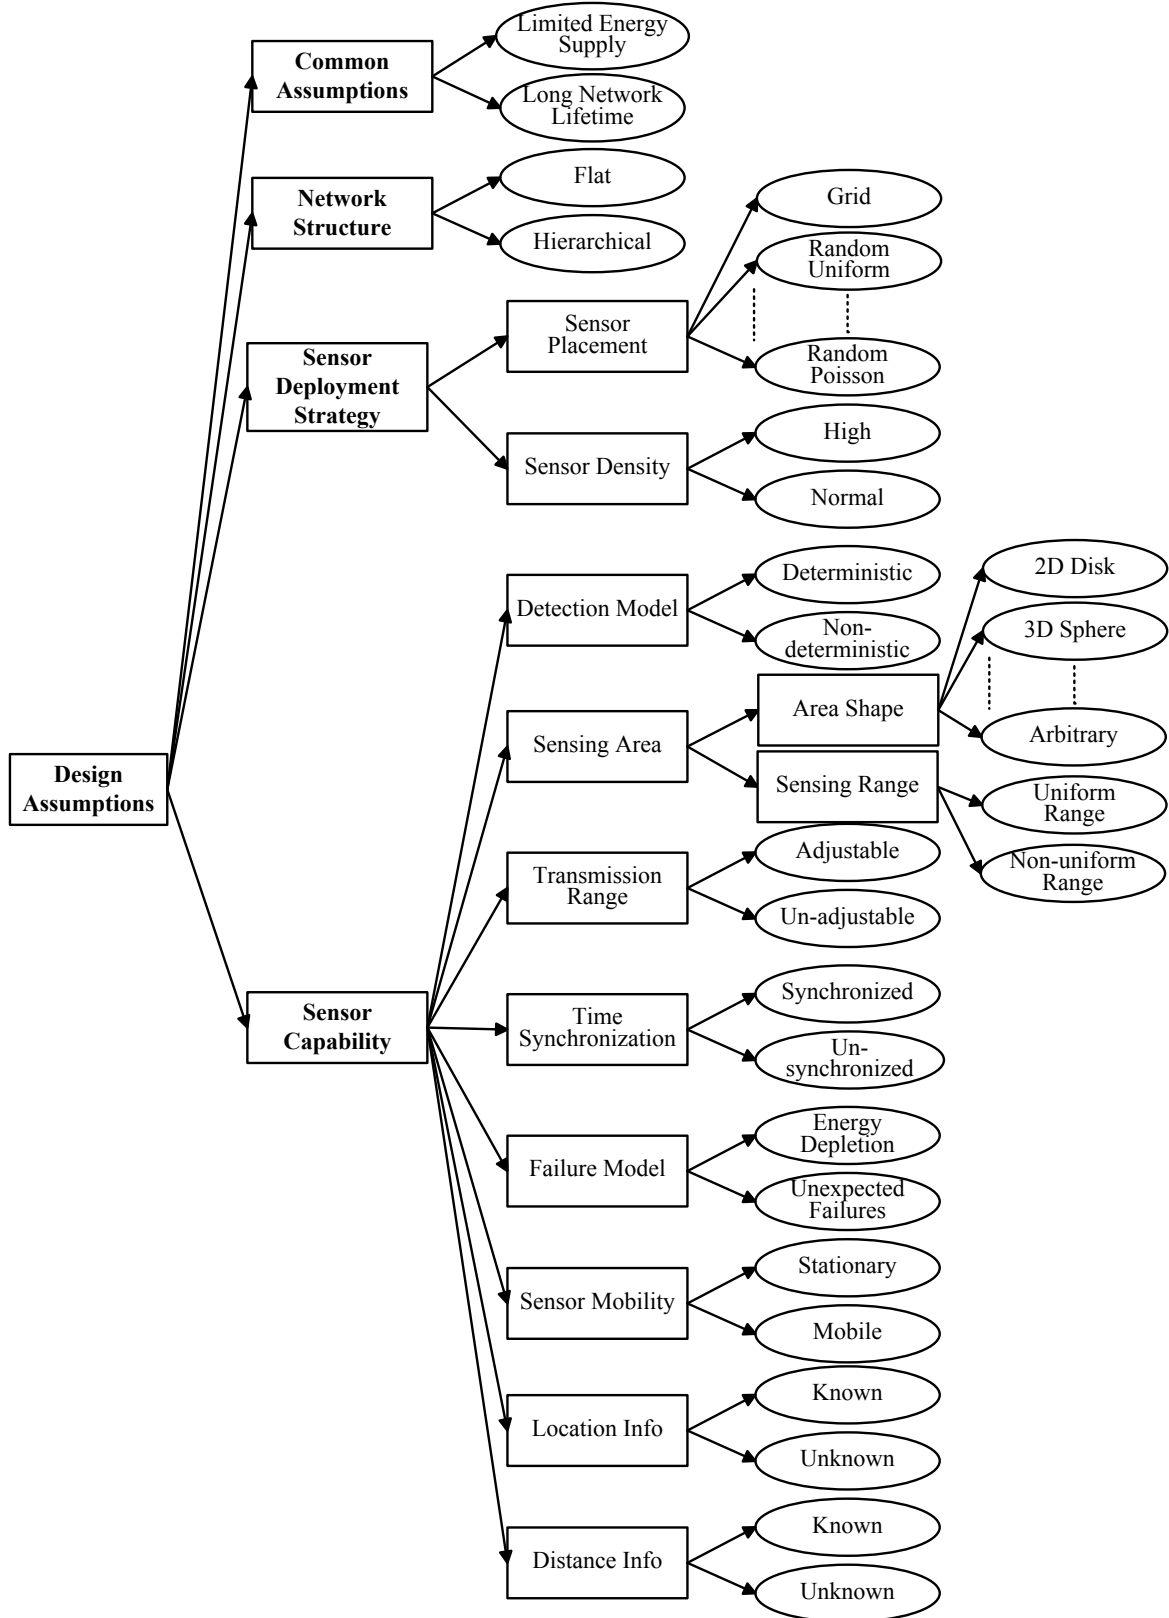 Limited Energy
Supply
Common
Assumptions
Long Network
Lifetime
Flat
Network
Structure
Hierarchical
Grid
Random
Uniform
Sensor
Placement
Random
Poisson
Sensor
Deployment
Strategy
High
Sensor Density
Normal
Deterministic
Detection Model
Non-
deterministic
2D Disk
3D Sphere
Area Shape
Arbitrary
Sensing Area
Sensing Range
Uniform
Range
Non-uniform
Range
Design
Assumptions
Adjustable
Transmission
Range
Un-adjustable
Synchronized
Time
Synchronization
Un-
synchronized
Sensor
Capability
Energy
Depletion
Failure Model
Unexpected
Failures
Stationary
Sensor Mobility
Mobile
Known
Location Info
Unknown
Known
Distance Info
Unknown